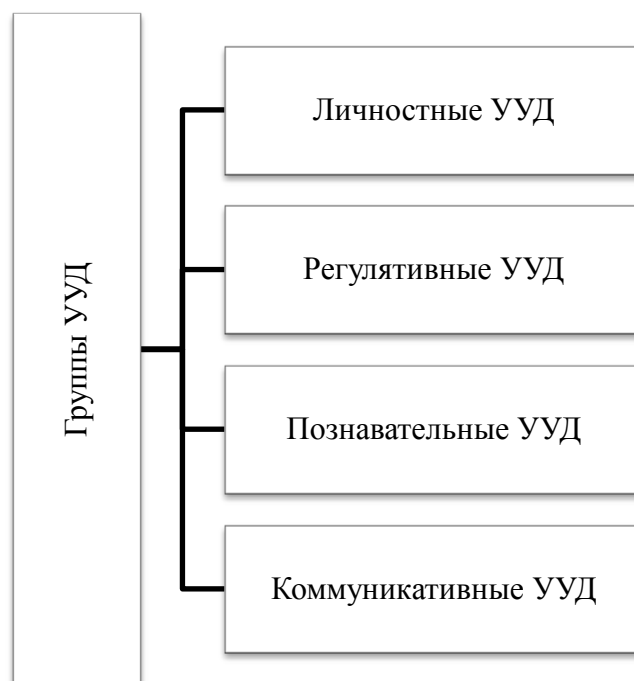 Группы УУД
Личностные УУД
Регулятивные УУД
Познавательные УУД
Коммуникативные УУД